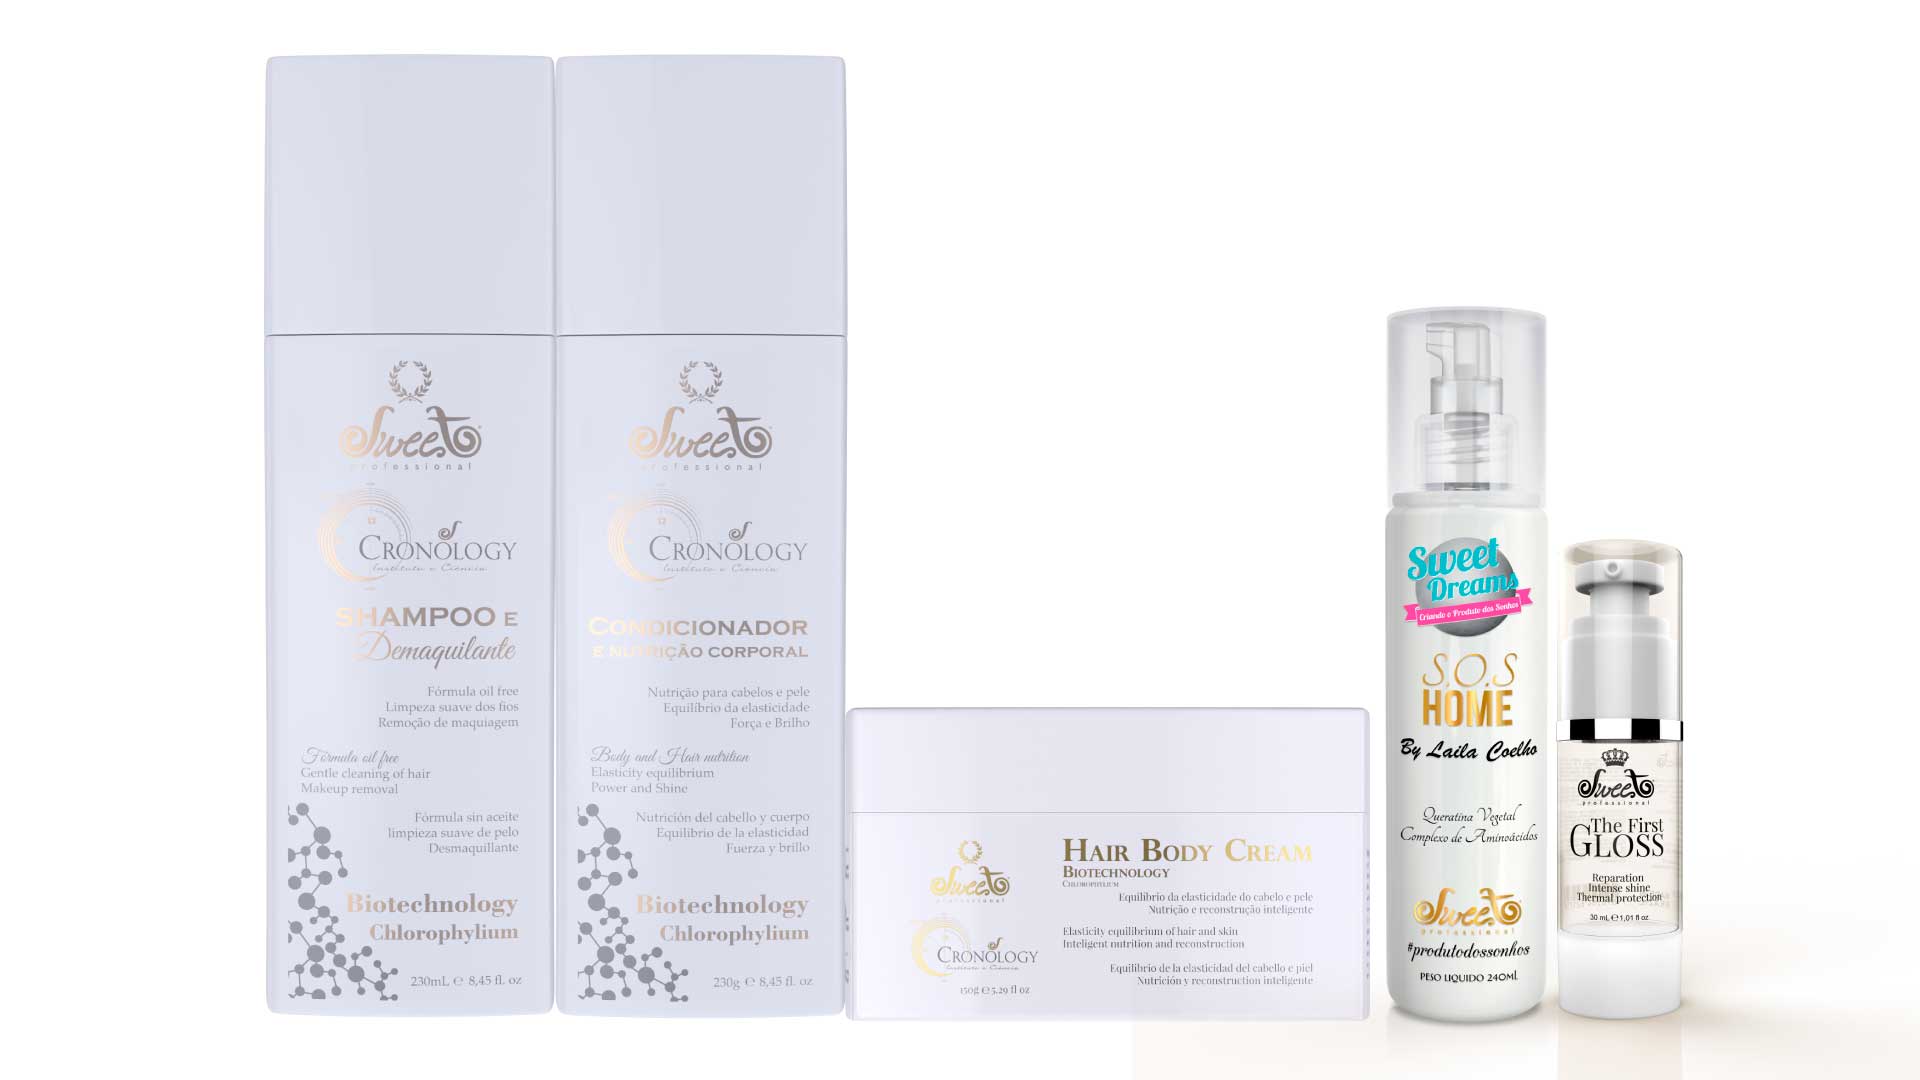 Sweet
professional
12
CRONOLOGY
Instituto e Ciência
SHAMPOO E
Demaquilante
Fórmula oil free
Limpeza suave dos fios
Remoção de maquiagem
Fórmula oil free
Gentle cleaning of hair
Makeup removal
Fórmula sin aceite
limpieza suave de pelo
Desmaquillante
Biotechnology
Chlorophylium
230mL ℮ 8,45 fl. oz
Sweet
professional
12
CRONOLOGY
Instituto e Ciência
CONDICIONADOR
E NUTRIÇÃO CORPORAL
Nutrição para cabelos e pele
Equilíbrio da elasticidade
Força e Brilho
Body and Hair nutrition
Elasticity equilibrium
Power and Shine
Nutrición del cabello y cuerpo
Equilibrio de la elasticidad
Fuerza y brillo
Biotechnology
Chlorophylium
230g ℮ 8,45 fl. oz
Sweet
professional
CRONOLOGY
Instituto e Ciência
150g ℮ 5.29 fl oz
HAIR BODY CREAM
BIOTECHNOLOGY
CHLOROPHYLIUM
Equilíbrio da elasticidade do cabelo e pele
Nutrição e reconstrução inteligente
Elasticity equilibrium of hair and skin
Inteligent nutrition and reconstruction
Equilibrio de la elasticidad del cabello e piel
Nutrición y reconstruction inteligente
Sweet
Dreams
Criando o Produto dos Sonhos
S.O.S
HOME
By Laila Coelho
Queratina Vegetal
Complexo de Aminoácidos
Sweet
professional
#produtodossonhos
PESO LIQUIDO 240ML
Sweet
professional
The First
GLOSS
Reparation
Intense shine
Thermal protection
30 mL ℮ 1,01 fl oz